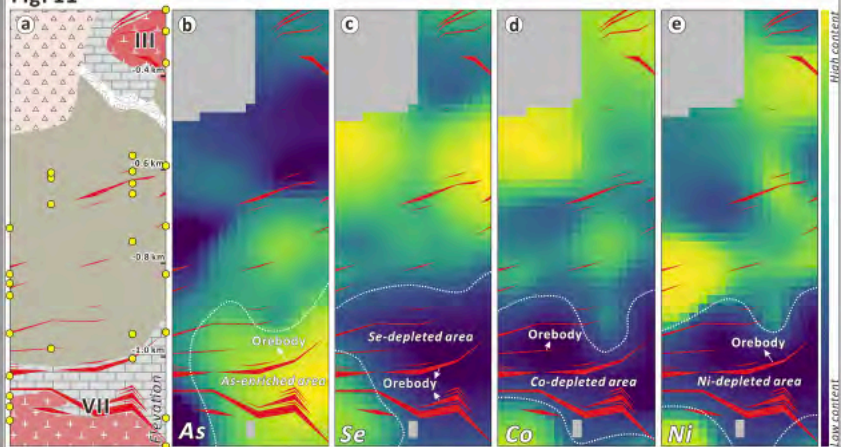 Fig. 11
a
b
c
d
e
III
-0.4 km
-0.6 km
-0.8 km
-1.0 km
VII
Elevation
Orebody
As-enriched area
As
Se-depleted area
Orebody
Se
Orebody
Co-depleted area
Co
Orebody
Ni-depleted area
Ni
High content
Low content